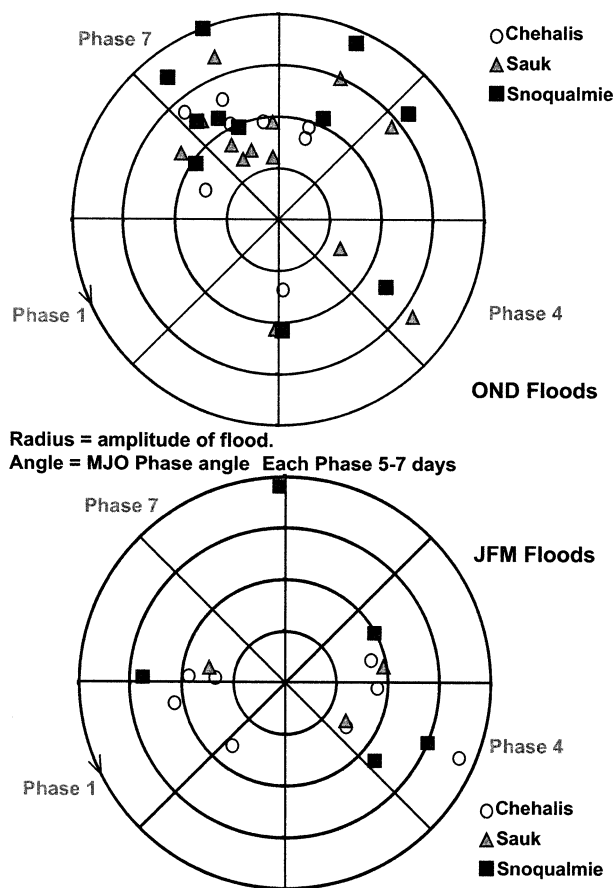 Phase 7
Chehalis
Sauk
Snoqualmie
Phase 1
Phase 4
OND Floods
Radius = amplitude of flood.
Angle = MJO Phase angle Each Phase 5-7 days
Phase 7
JFM Floods
Phase 4
Phase 1
Chehalis
Sauk
Snoqualmie